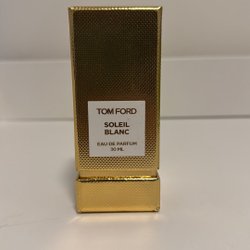 TOM FORD
SOLEIL
BLANC
EAU DE PARFUM
30 ML